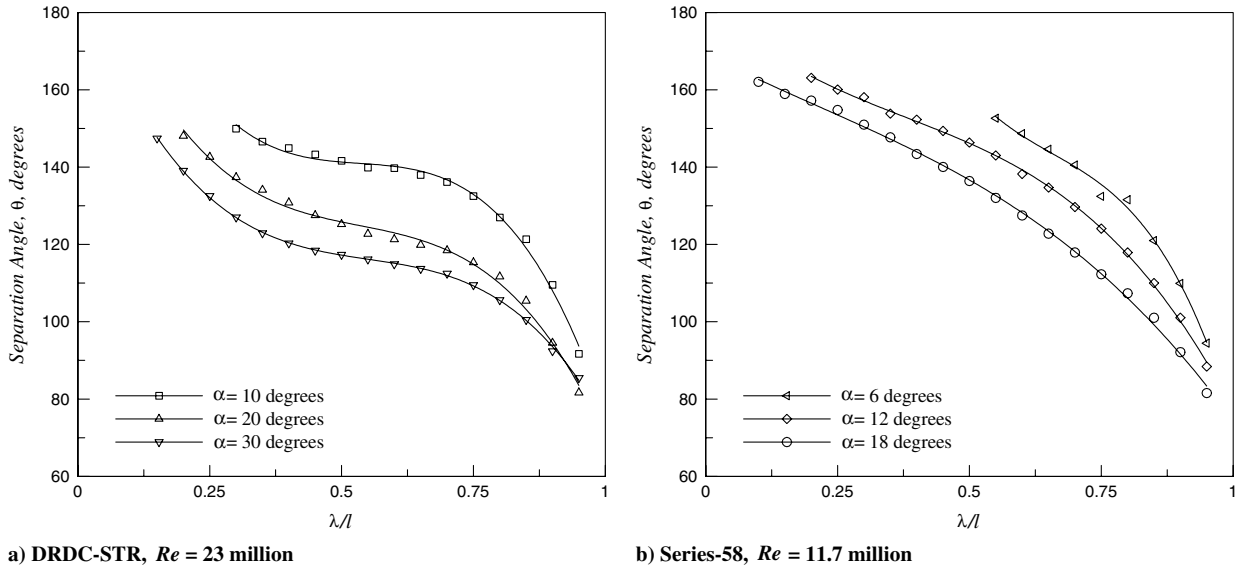 180
160
140
120
100
80
60
Separation Angle, θ, degrees
α= 10 degrees
α= 20 degrees
α= 30 degrees
0
0.25
0.5
0.75
1
λ/l
a) DRDC-STR, Re = 23 million
180
160
140
120
100
80
60
Separation Angle, θ, degrees
α= 6 degrees
α= 12 degrees
α= 18 degrees
0
0.25
0.5
0.75
1
λ/l
b) Series-58, Re = 11.7 million